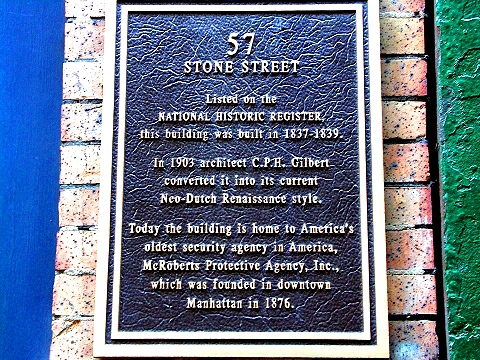 57
STONE STREET
Listed on the
NATIONAL HISTORIC REGISTER,
this building was built in 1837-1839.
In 1903 architect C.P.H. Gilbert
converted it into its current
Neo-Dutch Renaissance style.
Today the building is home to America's
oldest security agency in America,
McRoberts Protective Agency, Inc.,
which was founded in downtown
Manhattan in 1876.